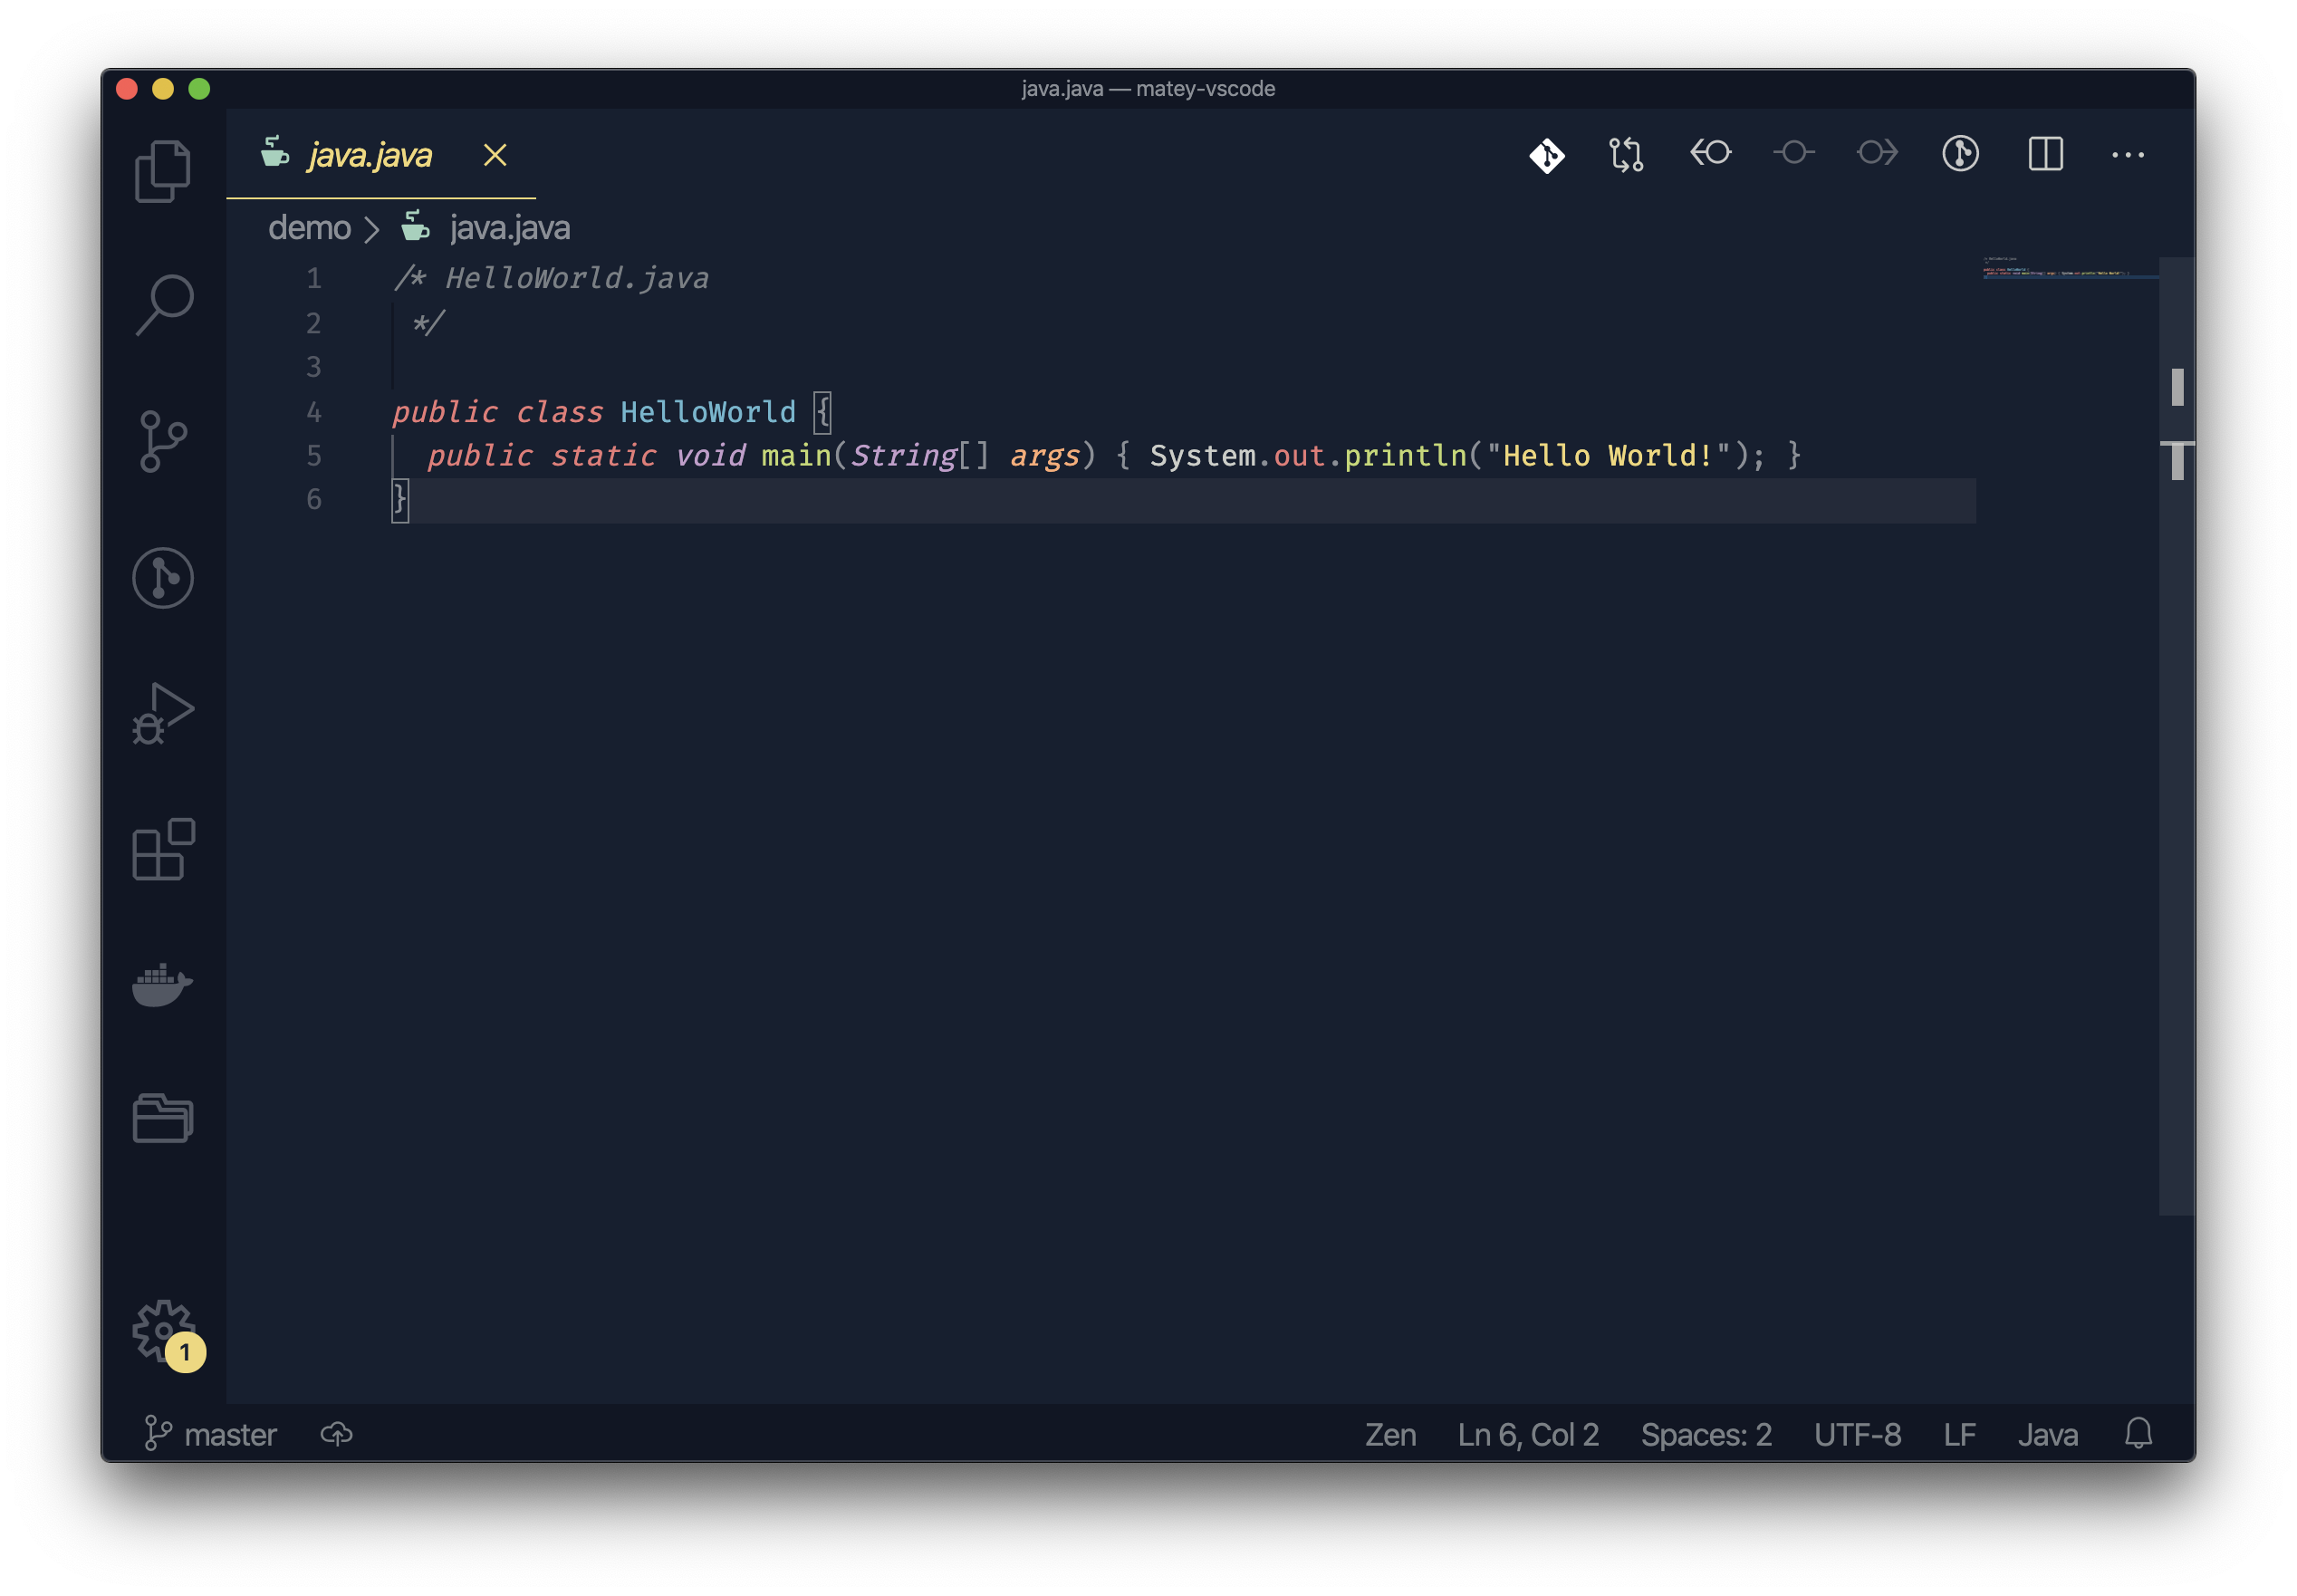 java.java — matey-vscode
java.java
demo > java.java
1 /* HelloWorld.java
2  */
3
4 public class HelloWorld {
5   public static void main(String[] args) { System.out.println("Hello World!"); }
6 }
1
master
Zen Ln 6, Col 2 Spaces: 2 UTF-8 LF Java